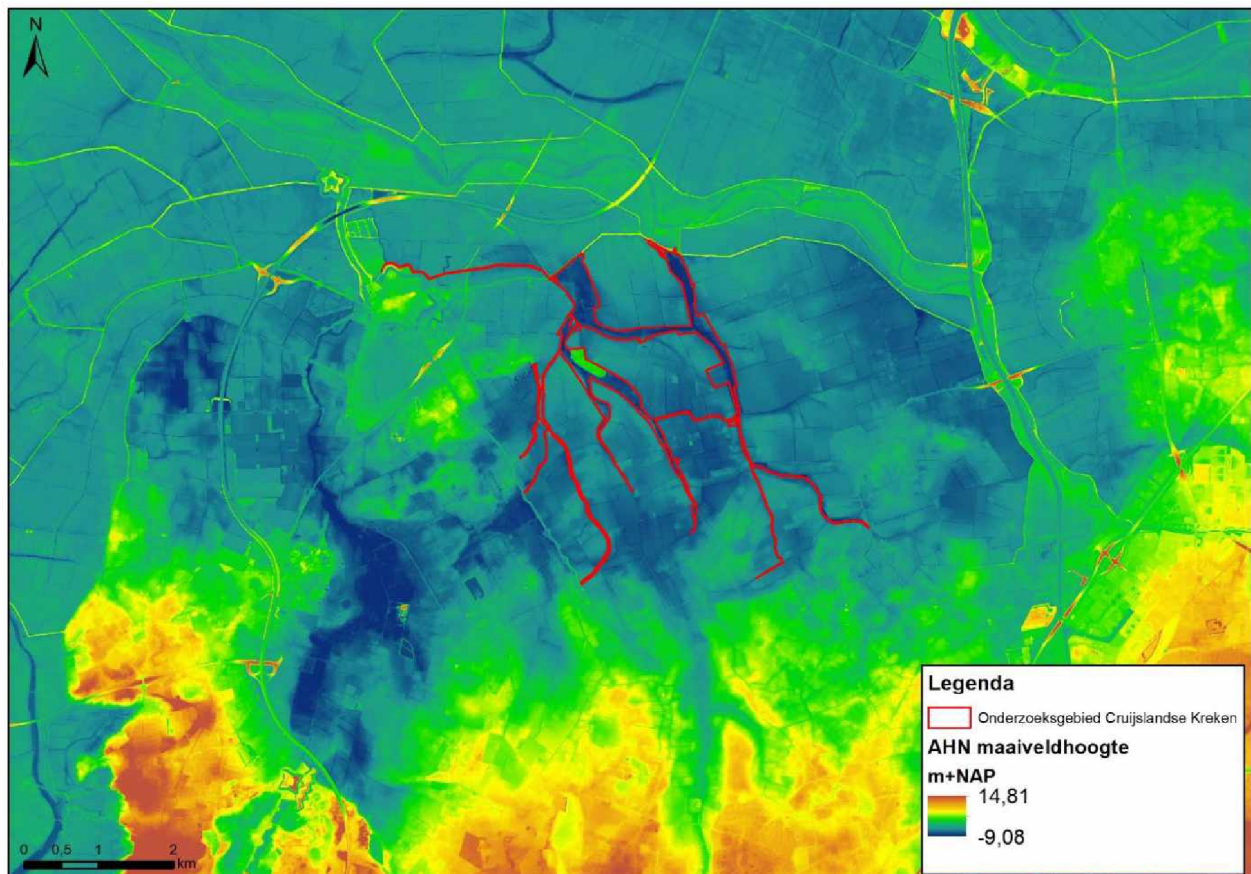 N
Legenda
Onderzoeksgebied Cruijslandse Kreken
AHN maaiveldhoogte
m+NAP
14,81
-9,08
0 0,5 1 2
km